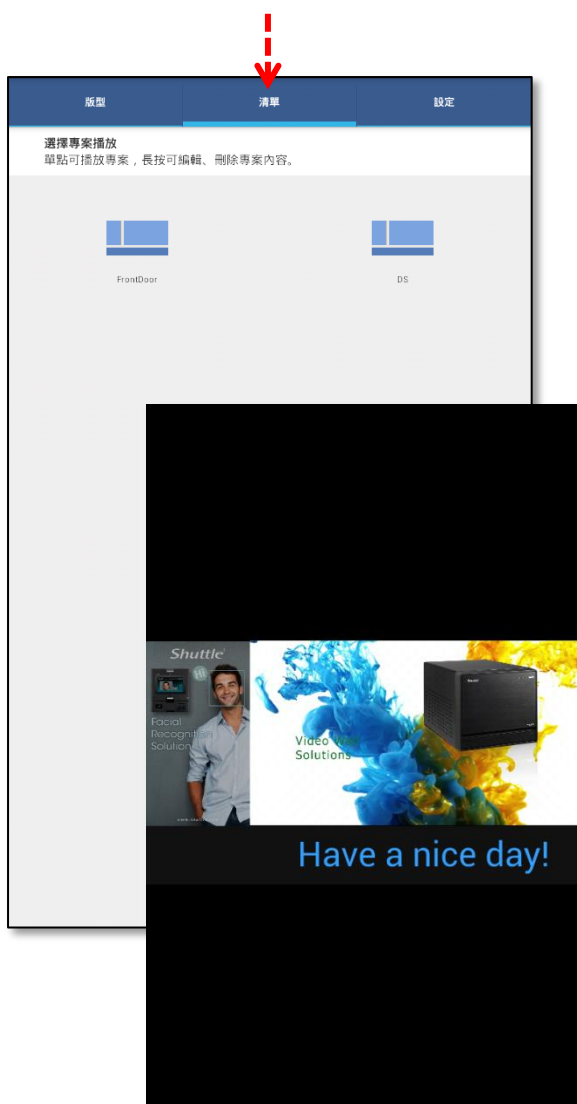 版型
清單
設定
選擇專案播放
單點可播放專案，長按可編輯、刪除專案內容。
FrontDoor
DS
Shuttle
Facial
Recognition
Solution
Video Wall
Solutions
Have a nice day!